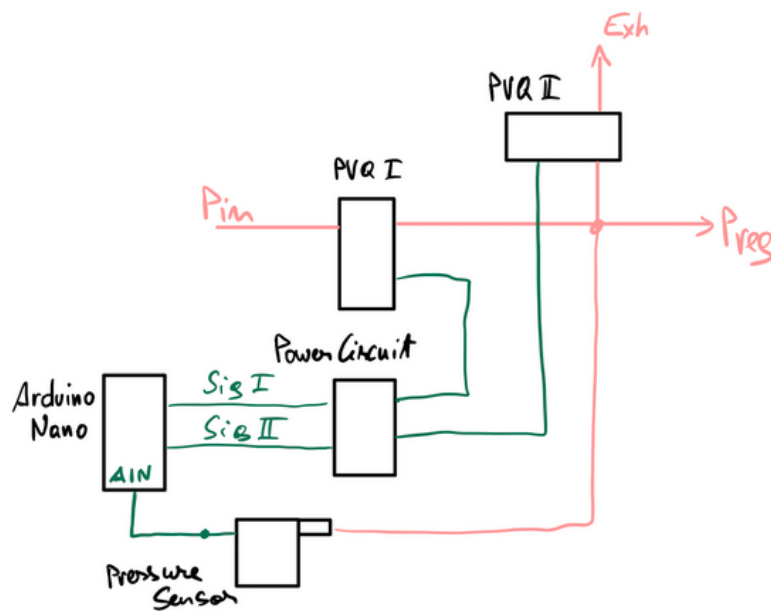 Exh
PVQ II
PVQ I
Pin
Preg
Power Circuit
Sig I
Arduino
Nano
Sig II
AIN
Pressure
Sensor